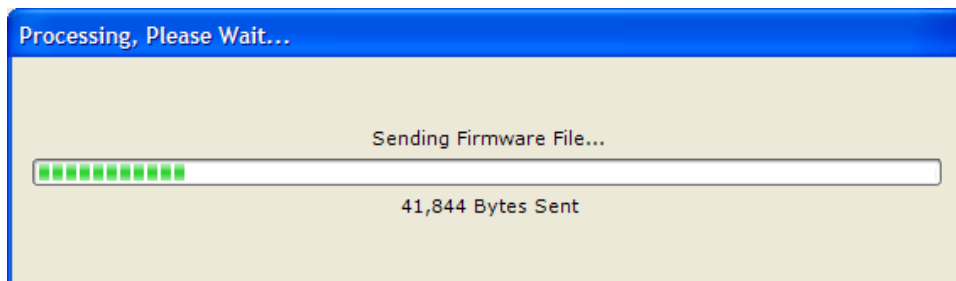 Processing, Please Wait...
Sending Firmware File...
41,844 Bytes Sent